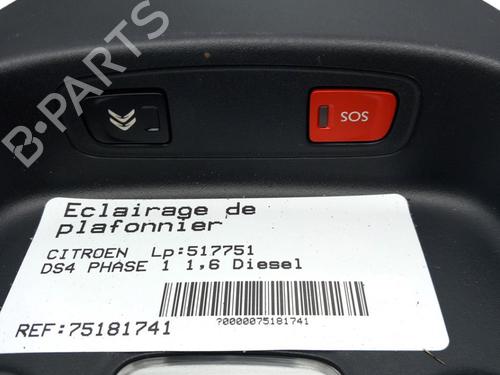 B-PARTS
SOS
Eclairage de
plafonnier
CITROEN Lp:517751
DS4 PHASE 1 1,6 Diesel
REF:75181741
?0000075181741